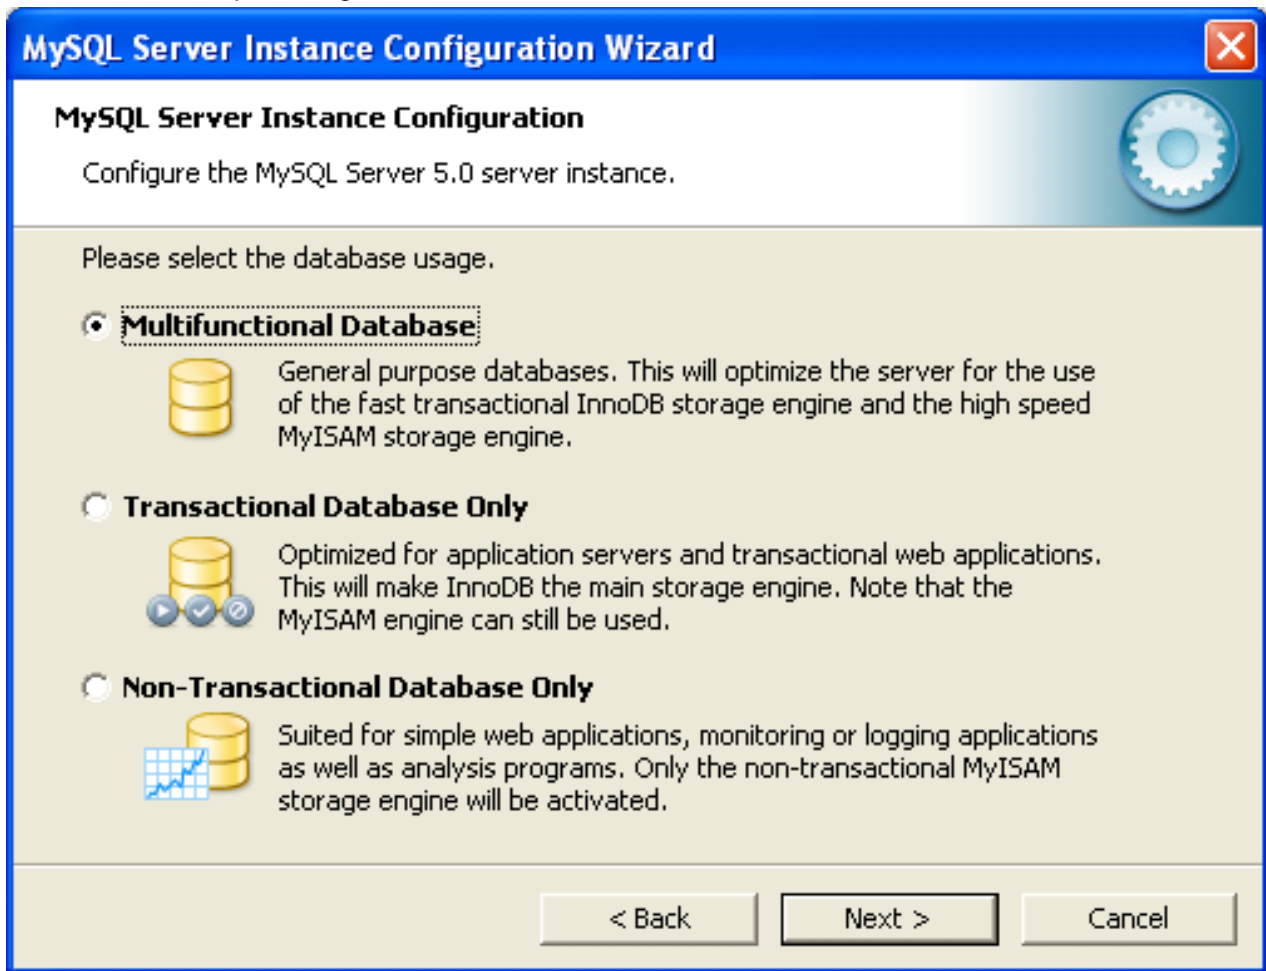 MySQL Server Instance Configuration Wizard
MySQL Server Instance Configuration
Configure the MySQL Server 5.0 server instance.
Please select the database usage.
Multifunctional Database
General purpose databases. This will optimize the server for the use
of the fast transactional InnoDB storage engine and the high speed
MyISAM storage engine.
Transactional Database Only
Optimized for application servers and transactional web applications.
This will make InnoDB the main storage engine. Note that the
MyISAM engine can still be used.
Non-Transactional Database Only
Suited for simple web applications, monitoring or logging applications
as well as analysis programs. Only the non-transactional MyISAM
storage engine will be activated.
< Back
Next >
Cancel